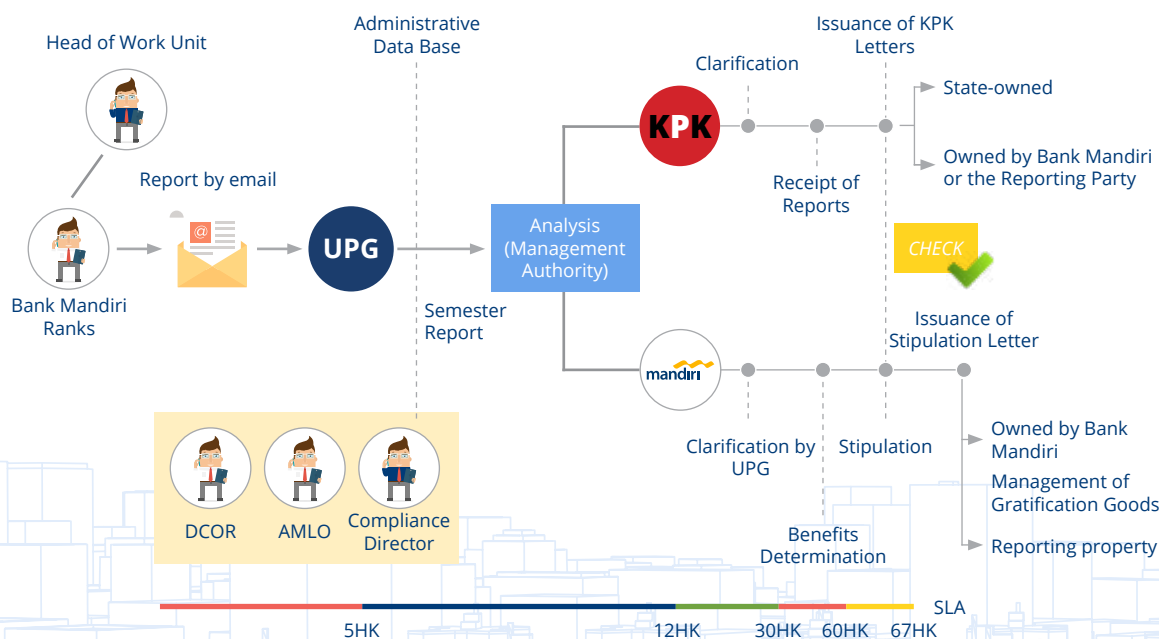 Head of Work Unit
Administrative
Data Base
Issuance of KPK
Letters
Clarification
State-owned
KPK
Report by email
@
Receipt of
Reports
Owned by Bank Mandiri
or the Reporting Party
UPG
Analysis
(Management
Authority)
CHECK
Bank Mandiri
Ranks
Semester
Report
Issuance of
Stipulation Letter
mandiri
Clarification by
UPG
Stipulation
Owned by Bank
Mandiri
Management of
Gratification Goods
DCOR
AMLO
Compliance
Director
Benefits
Determination
Reporting property
SLA
5HK
12HK
30HK
60HK
67HK